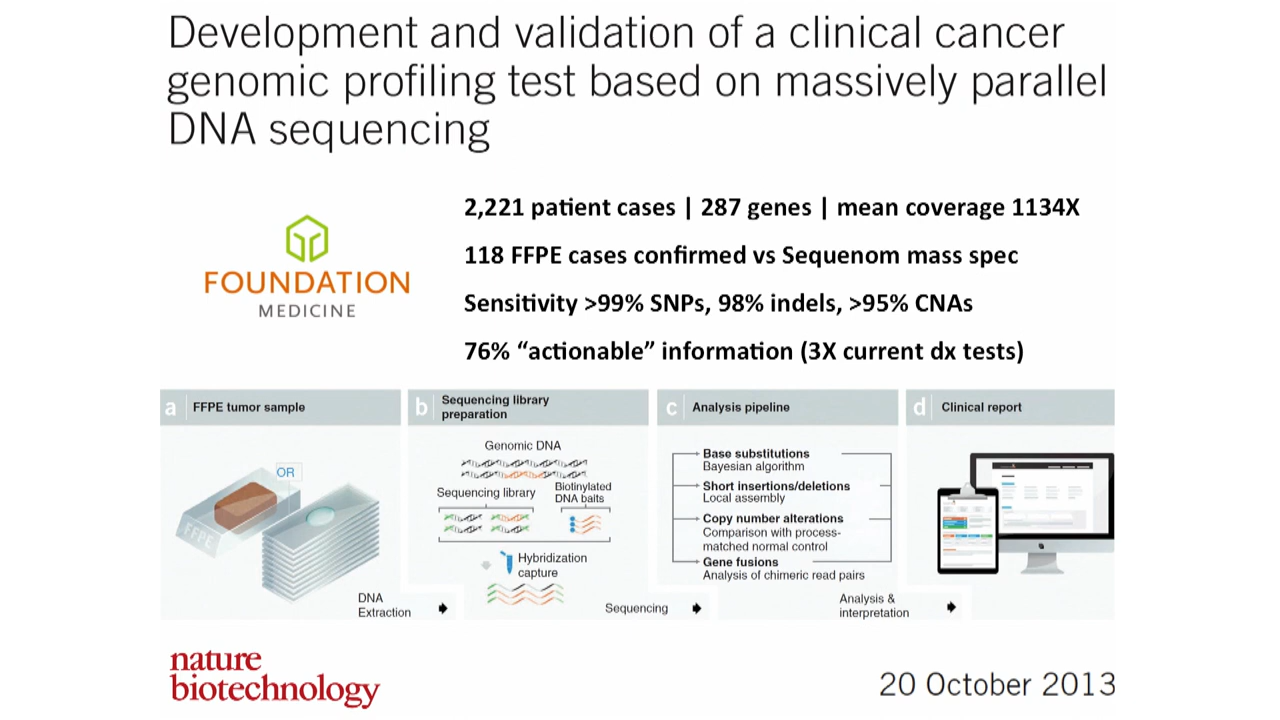 Development and validation of a clinical cancer
genomic profiling test based on massively parallel
DNA sequencing
FOUNDATION
MEDICINE
2,221 patient cases | 287 genes | mean coverage 1134X
118 FFPE cases confirmed vs Sequenom mass spec
Sensitivity >99% SNPs, 98% indels, >95% CNAs
76% “actionable” information (3X current dx tests)
a FFPE tumor sample
OR
FFPE
DNA
Extraction
b Sequencing library
preparation
Genomic DNA
Sequencing library
Biotinylated
DNA baits
Hybridization
capture
Sequencing
c Analysis pipeline
Base substitutions
Bayesian algorithm
Short insertions/deletions
Local assembly
Copy number alterations
Comparison with process-
matched normal control
Gene fusions
Analysis of chimeric read pairs
Analysis &
interpretation
d Clinical report
nature
biotechnology
20 October 2013